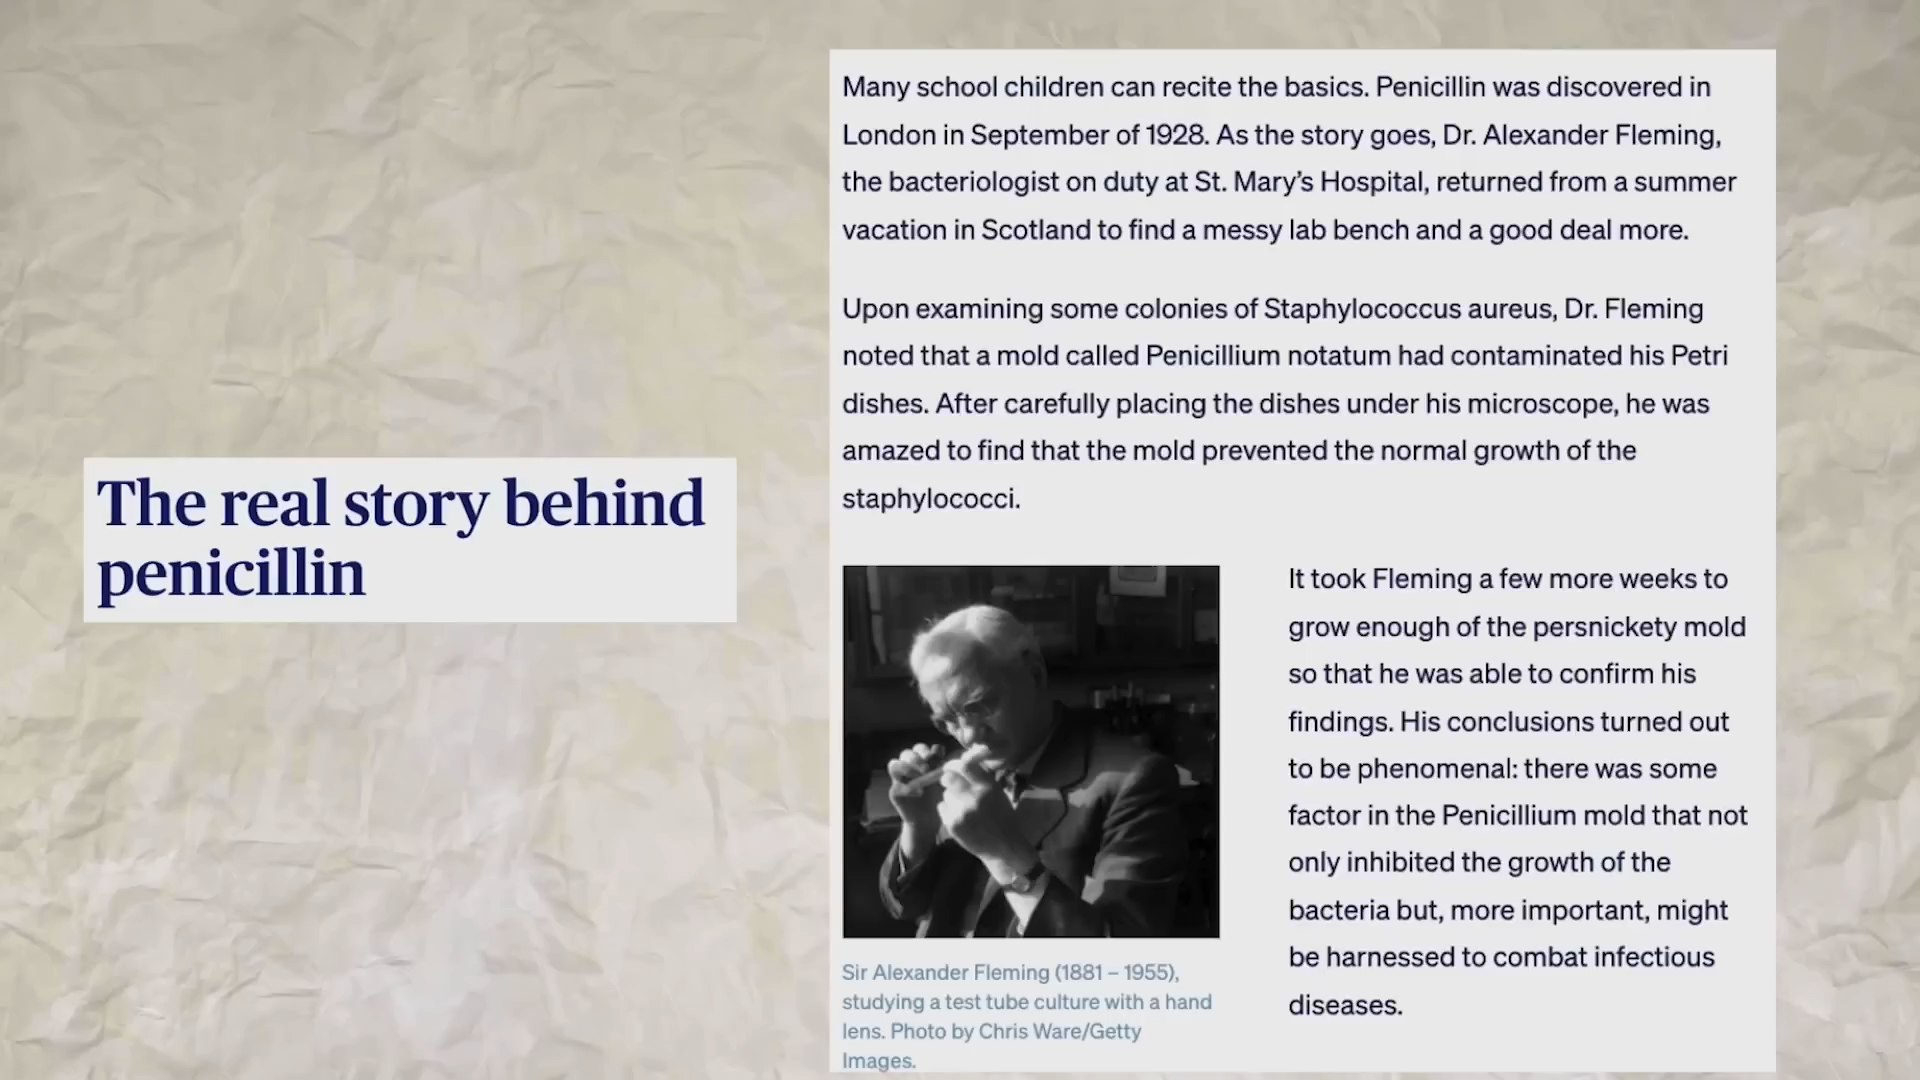 The real story behind
penicillin
Many school children can recite the basics. Penicillin was discovered in
London in September of 1928. As the story goes, Dr. Alexander Fleming,
the bacteriologist on duty at St. Mary’s Hospital, returned from a summer
vacation in Scotland to find a messy lab bench and a good deal more.
Upon examining some colonies of Staphylococcus aureus, Dr. Fleming
noted that a mold called Penicillium notatum had contaminated his Petri
dishes. After carefully placing the dishes under his microscope, he was
amazed to find that the mold prevented the normal growth of the
staphylococci.
It took Fleming a few more weeks to
grow enough of the persnickety mold
so that he was able to confirm his
findings. His conclusions turned out
to be phenomenal: there was some
factor in the Penicillium mold that not
only inhibited the growth of the
bacteria but, more important, might
be harnessed to combat infectious
diseases.
Sir Alexander Fleming (1881 – 1955),
studying a test tube culture with a hand
lens. Photo by Chris Ware/Getty
Images.